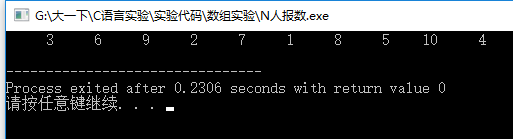 G:\大一下\C语言实验\实验代码\数组实验\N人报数.exe
3 6 9 2 7 1 8 5 10 4
--------------------------------
Process exited after 0.2306 seconds with return value 0
请按任意键继续. . .